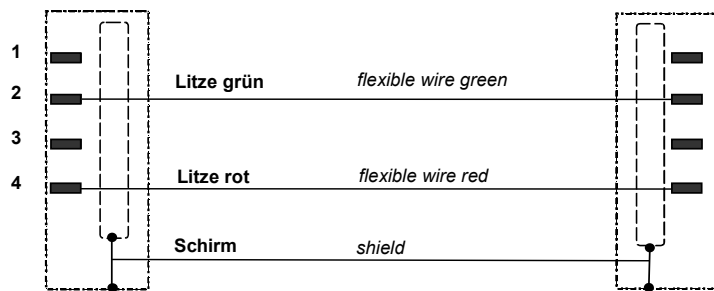 1
2 Litze grün flexible wire green
3
4 Litze rot flexible wire red
Schirm shield